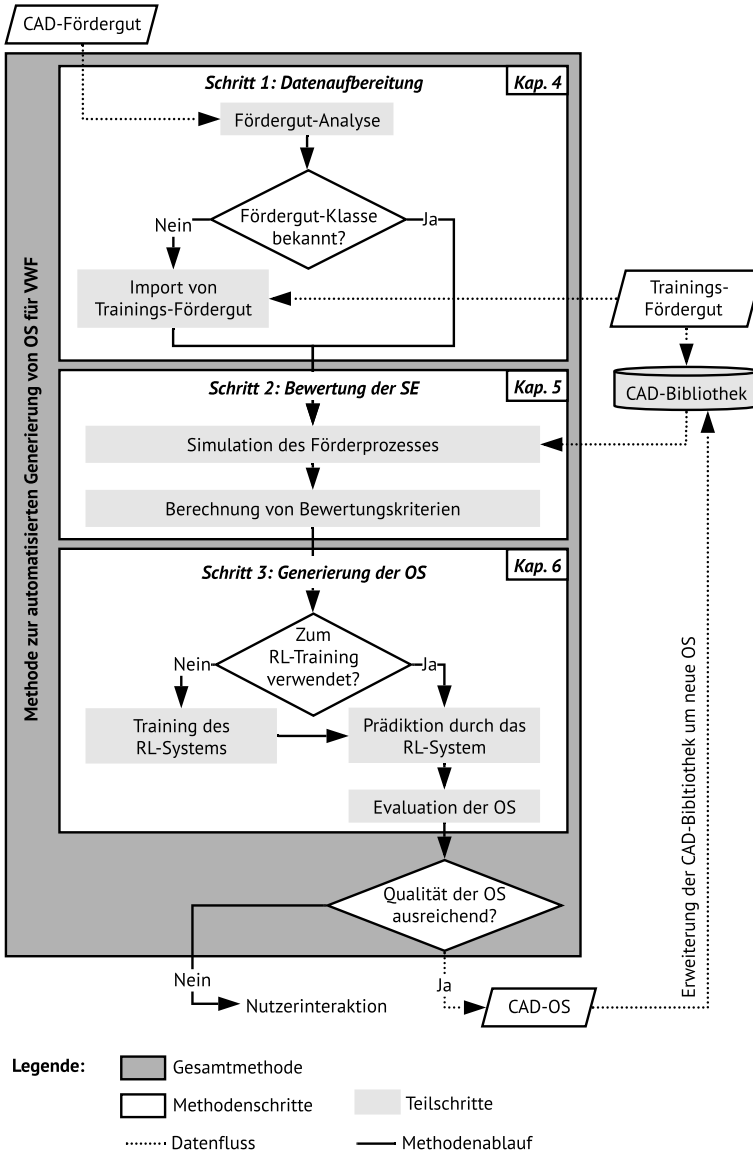 CAD-Fördergut
Methode zur automatisierten Generierung von OS für VWF
Schritt 1: Datenaufbereitung
Kap. 4
Fördergut-Analyse
Fördergut-Klasse
bekannt?
Nein
Ja
Import von
Trainings-Fördergut
Trainings-
Fördergut
CAD-Bibliothek
Schritt 2: Bewertung der SE
Kap. 5
Simulation des Förderprozesses
Berechnung von Bewertungskriterien
Schritt 3: Generierung der OS
Kap. 6
Zum
RL-Training
verwendet?
Nein
Ja
Training des
RL-Systems
Prädiktion durch das
RL-System
Evaluation der OS
Qualität der OS
ausreichend?
Nein
Nutzerinteraktion
Ja
CAD-OS
Erweiterung der CAD-Bibltiothek um neue OS
Legende:
Gesamtmethode
Methodenschritte
Teilschritte
Datenfluss
Methodenablauf